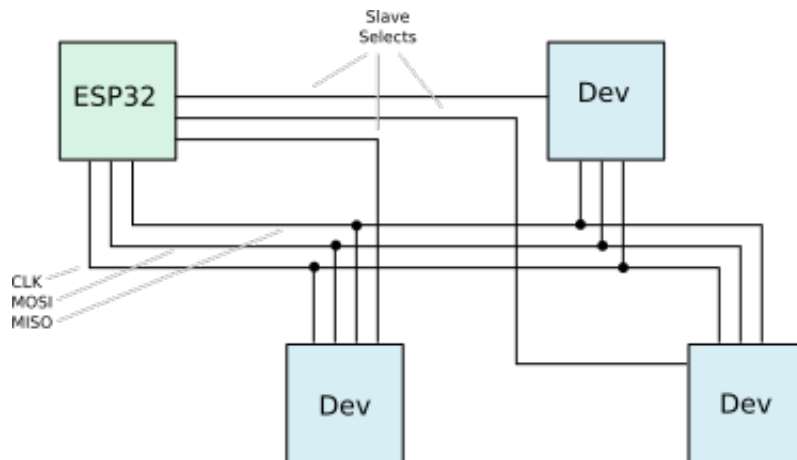 Slave
Selects
ESP32
Dev
CLK
MOSI
MISO
Dev
Dev